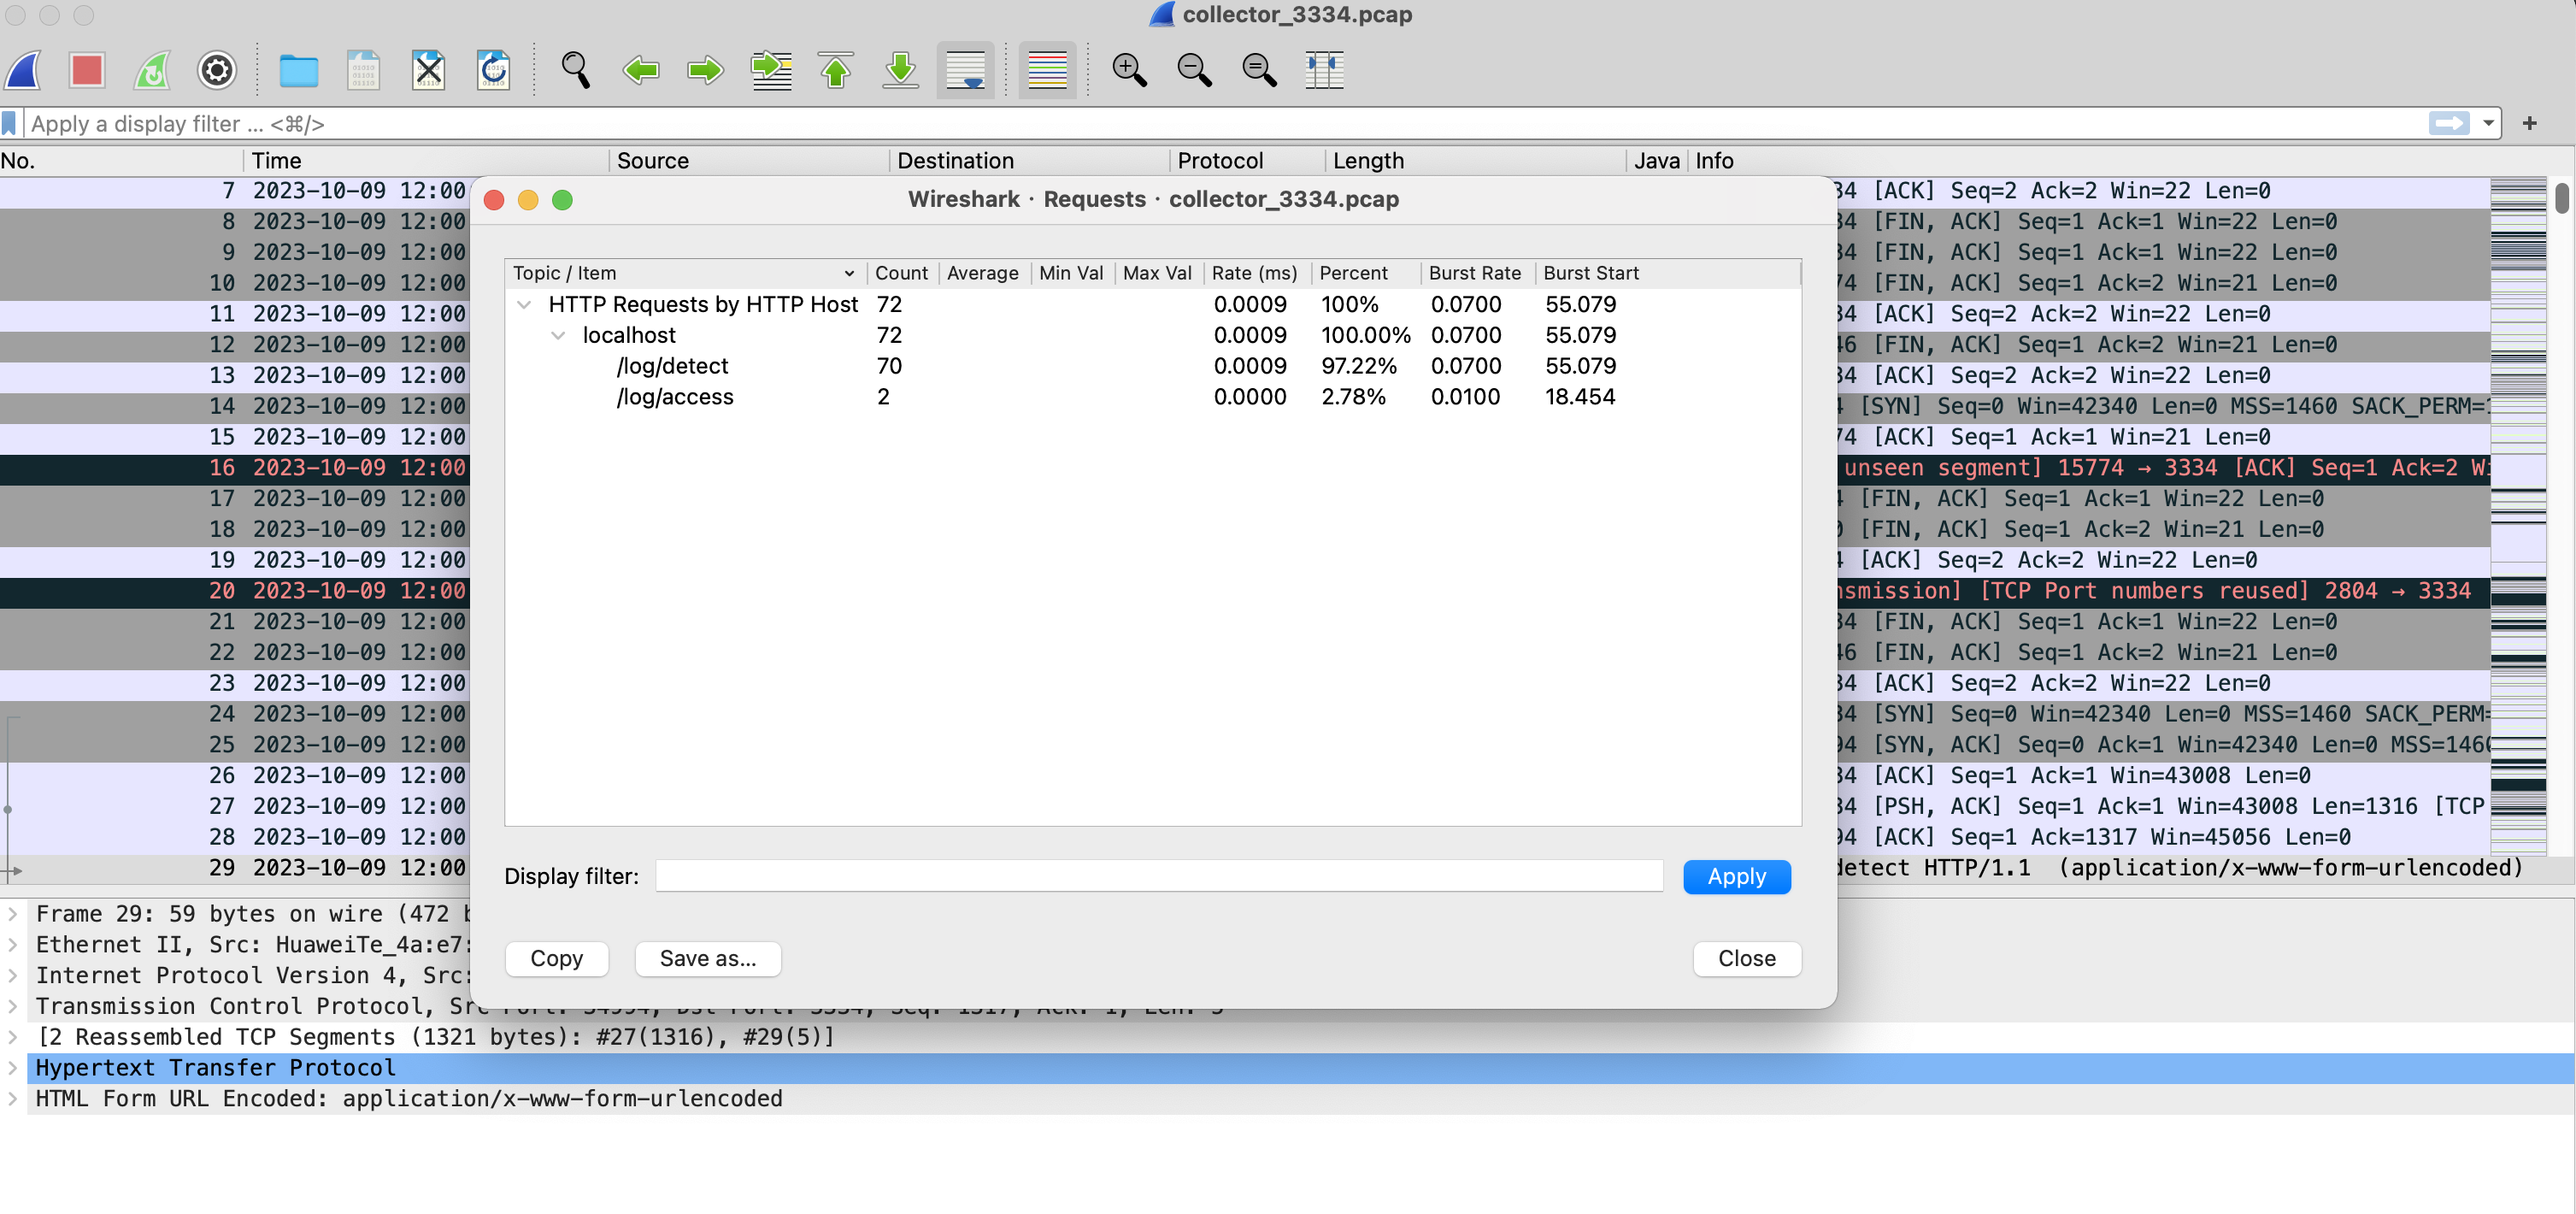 collector_3334.pcap
Apply a display filter ... <⌘/>
+
No. Time Source Destination Protocol Length Java Info
7 2023-10-09 12:00 34 [ACK] Seq=2 Ack=2 Win=22 Len=0
8 2023-10-09 12:00 34 [FIN, ACK] Seq=1 Ack=1 Win=22 Len=0
9 2023-10-09 12:00 34 [FIN, ACK] Seq=1 Ack=1 Win=22 Len=0
10 2023-10-09 12:00 74 [FIN, ACK] Seq=1 Ack=2 Win=21 Len=0
11 2023-10-09 12:00 34 [ACK] Seq=2 Ack=2 Win=22 Len=0
12 2023-10-09 12:00 46 [FIN, ACK] Seq=1 Ack=2 Win=21 Len=0
13 2023-10-09 12:00 34 [ACK] Seq=2 Ack=2 Win=22 Len=0
14 2023-10-09 12:00 4 [SYN] Seq=0 Win=42340 Len=0 MSS=1460 SACK_PERM=1
15 2023-10-09 12:00 74 [ACK] Seq=1 Ack=1 Win=21 Len=0
16 2023-10-09 12:00 unseen segment] 15774 → 3334 [ACK] Seq=1 Ack=2 Wi
17 2023-10-09 12:00 4 [FIN, ACK] Seq=1 Ack=1 Win=22 Len=0
18 2023-10-09 12:00 [FIN, ACK] Seq=1 Ack=2 Win=21 Len=0
19 2023-10-09 12:00 4 [ACK] Seq=2 Ack=2 Win=22 Len=0
20 2023-10-09 12:00 nsmission] [TCP Port numbers reused] 2804 → 3334
21 2023-10-09 12:00 34 [FIN, ACK] Seq=1 Ack=1 Win=22 Len=0
22 2023-10-09 12:00 46 [FIN, ACK] Seq=1 Ack=2 Win=21 Len=0
23 2023-10-09 12:00 34 [ACK] Seq=2 Ack=2 Win=22 Len=0
24 2023-10-09 12:00 34 [SYN] Seq=0 Win=42340 Len=0 MSS=1460 SACK_PERM=
25 2023-10-09 12:00 94 [SYN, ACK] Seq=0 Ack=1 Win=42340 Len=0 MSS=1460
26 2023-10-09 12:00 34 [ACK] Seq=1 Ack=1 Win=43008 Len=0
27 2023-10-09 12:00 34 [PSH, ACK] Seq=1 Ack=1 Win=43008 Len=1316 [TCP
28 2023-10-09 12:00 94 [ACK] Seq=1 Ack=1317 Win=45056 Len=0
29 2023-10-09 12:00 detect HTTP/1.1 (application/x-www-form-urlencoded)
Wireshark · Requests · collector_3334.pcap
Topic / Item Count Average Min Val Max Val Rate (ms) Percent Burst Rate Burst Start
HTTP Requests by HTTP Host 72 0.0009 100% 0.0700 55.079
localhost 72 0.0009 100.00% 0.0700 55.079
/log/detect 70 0.0009 97.22% 0.0700 55.079
/log/access 2 0.0000 2.78% 0.0100 18.454
Display filter: Apply
Copy Save as... Close
Frame 29: 59 bytes on wire (472 b
Ethernet II, Src: HuaweiTe_4a:e7:
Internet Protocol Version 4, Src:
Transmission Control Protocol, Src Port: 34994, Dst Port: 3334, Seq: 1317, Ack: 1, Len: 5
[2 Reassembled TCP Segments (1321 bytes): #27(1316), #29(5)]
Hypertext Transfer Protocol
HTML Form URL Encoded: application/x-www-form-urlencoded